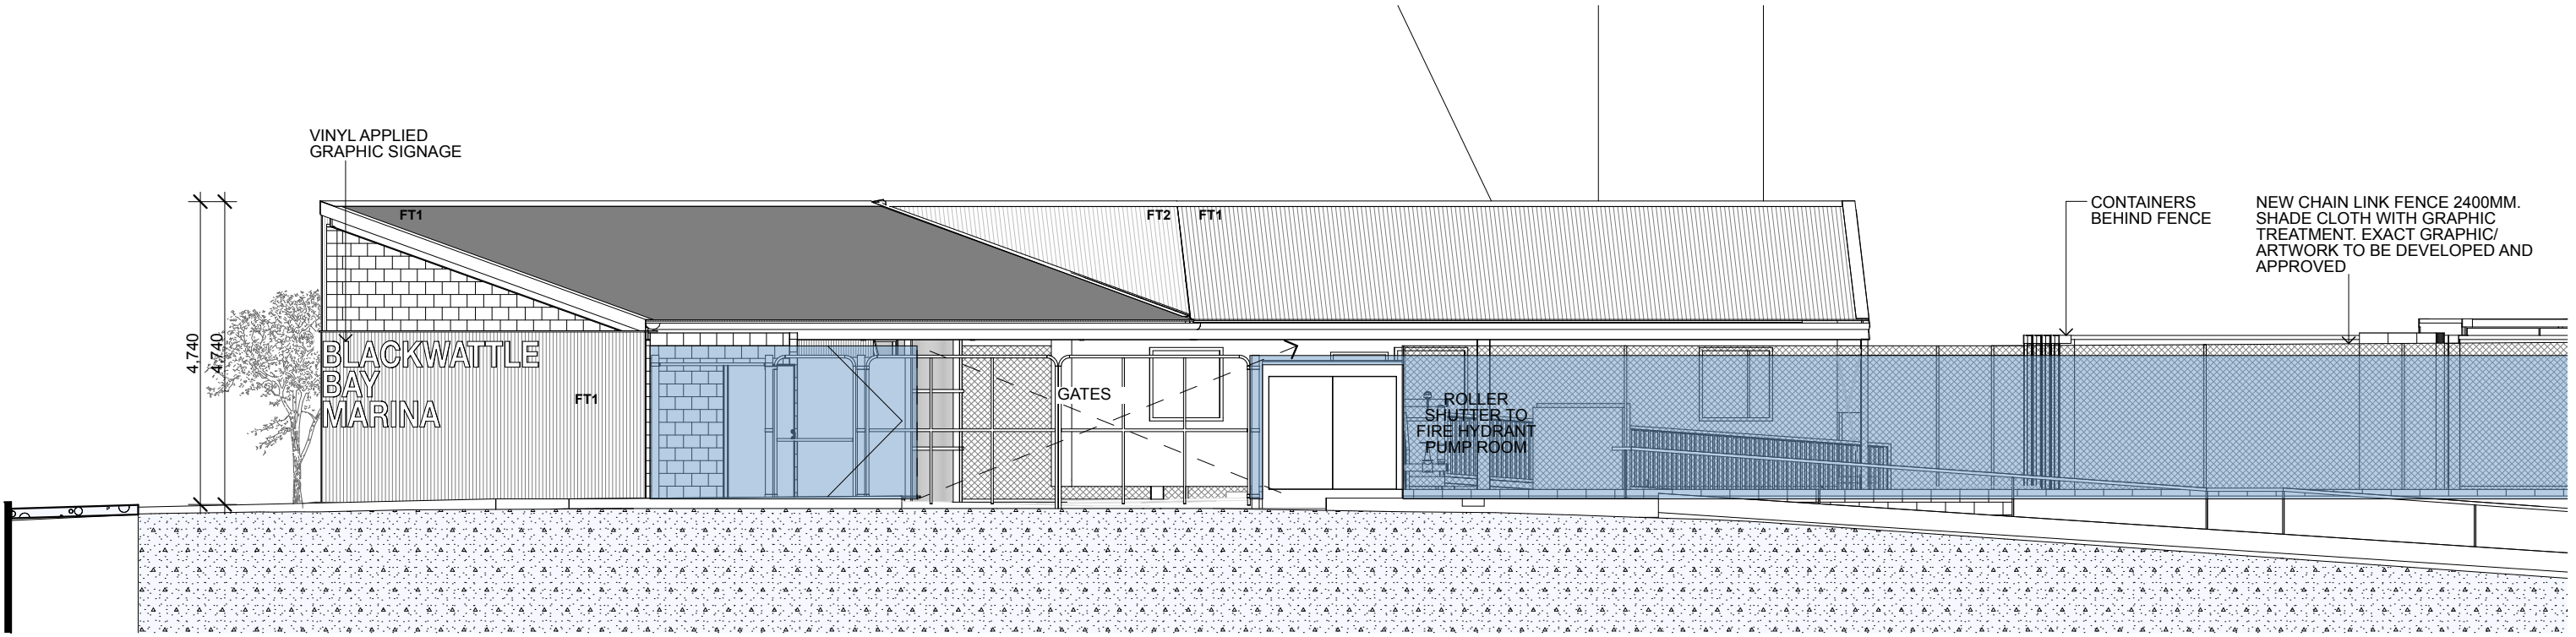 VINYL APPLIED
GRAPHIC SIGNAGE
FT1
FT2
FT1
CONTAINERS
BEHIND FENCE
NEW CHAIN LINK FENCE 2400MM.
SHADE CLOTH WITH GRAPHIC
TREATMENT. EXACT GRAPHIC/
ARTWORK TO BE DEVELOPED AND
APPROVED
4,740
4,740
BLACKWATTLE
BAY
MARINA
FT1
GATES
ROLLER
SHUTTER TO
FIRE HYDRANT
PUMP ROOM